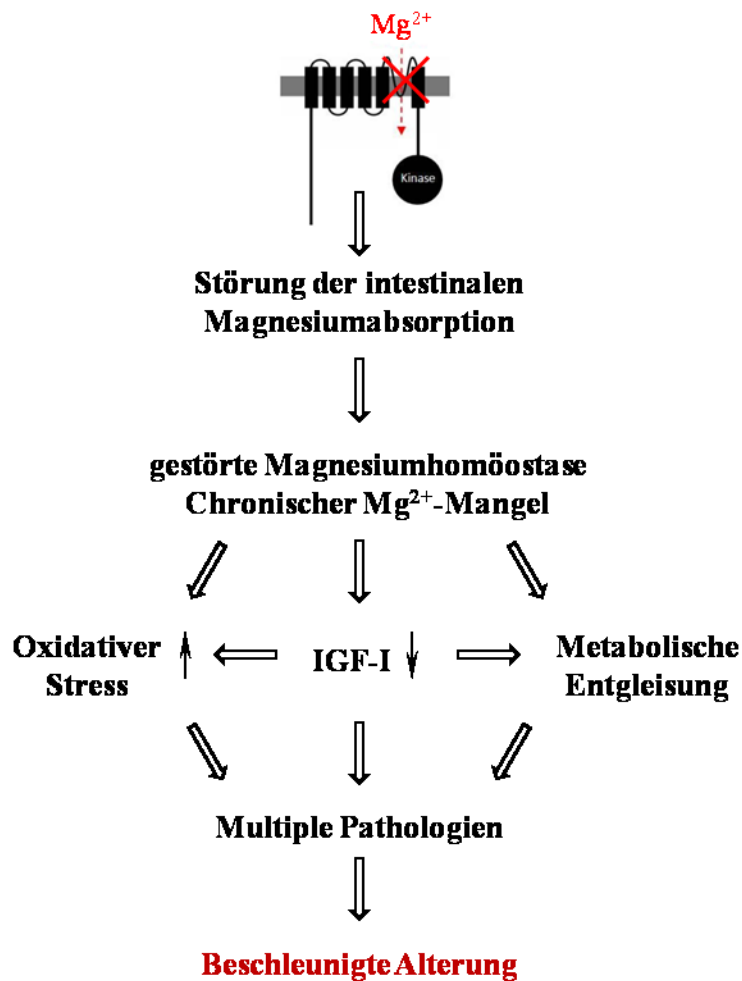 Mg²⁺
Kinase
Störung der intestinalen
Magnesiumabsorption
gestörte Magnesiumhomöostase
Chronischer Mg²⁺-Mangel
Oxidativer
Stress
IGF-I
Metabolische
Entgleisung
Multiple Pathologien
Beschleunigte Alterung